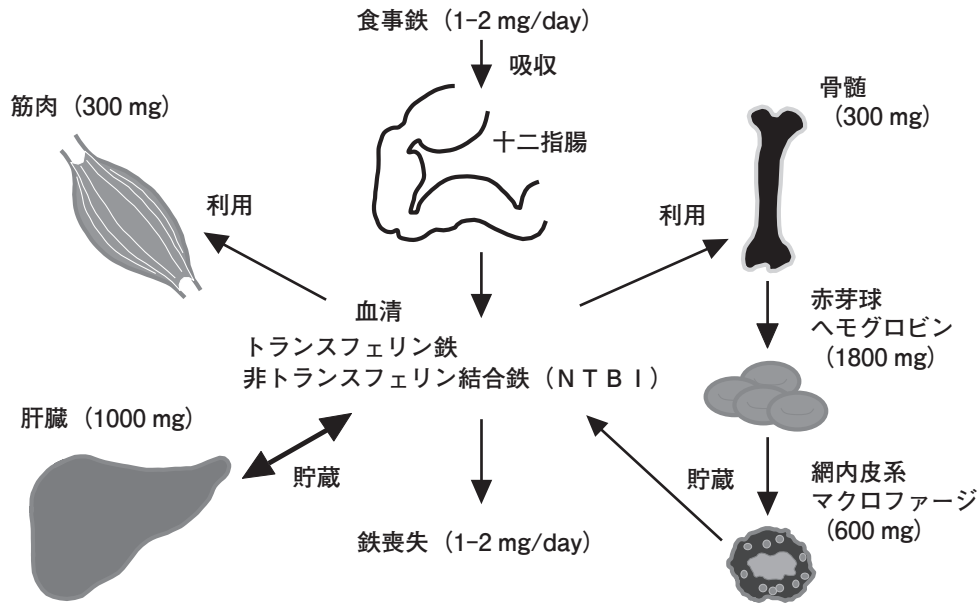 食事鉄（1−2 mg/day）
吸収
筋肉（300 mg）
骨髄
（300 mg）
十二指腸
利用
利用
血清
トランスフェリン鉄
非トランスフェリン結合鉄（ＮＴＢＩ）
赤芽球
ヘモグロビン
（1800 mg）
肝臓（1000 mg）
貯蔵
貯蔵
網内皮系
マクロファージ
（600 mg）
鉄喪失（1−2 mg/day）